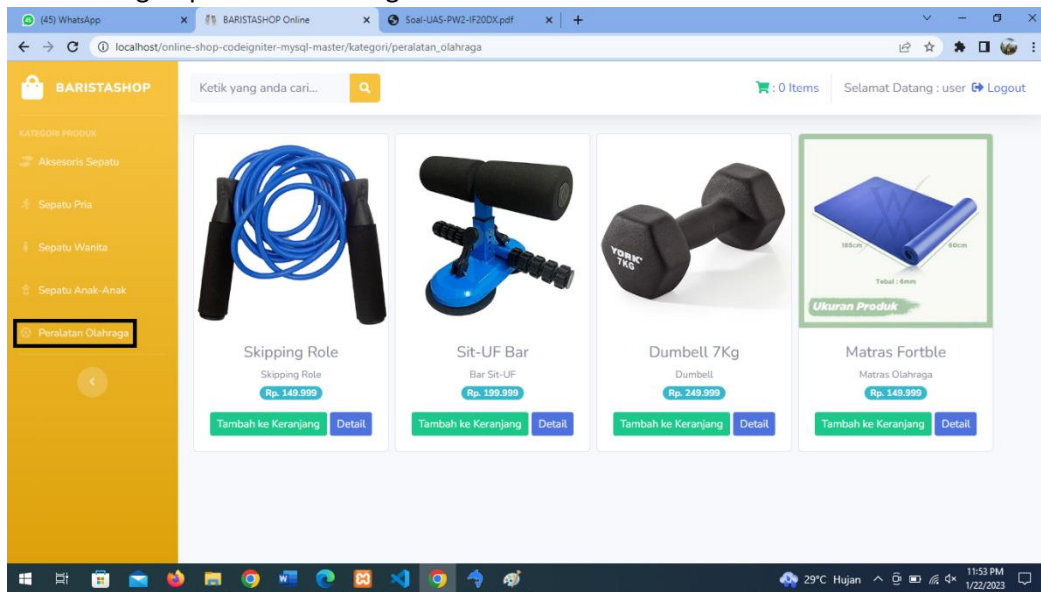 (45) WhatsApp
BARISTASHOP Online
Soal-UAS-PW2-IF20DX.pdf
localhost/online-shop-codeigniter-mysql-master/kategori/peralatan_olahraga
BARISTASHOP
Ketik yang anda cari...
: 0 Items
Selamat Datang : user
Logout
KATEGORI PRODUK
Aksesoris Sepatu
Sepatu Pria
Sepatu Wanita
Sepatu Anak-Anak
Peralatan Olahraga
YORK
7KG
188cm
60cm
Tebal : 6mm
Ukuran Produk
Skipping Role
Skipping Role
Rp. 149.999
Tambah ke Keranjang Detail
Sit-UF Bar
Bar Sit-UF
Rp. 199.999
Tambah ke Keranjang Detail
Dumbell 7Kg
Dumbell
Rp. 249.999
Tambah ke Keranjang Detail
Matras Fortble
Matras Olahraga
Rp. 149.999
Tambah ke Keranjang Detail
29°C Hujan
11:53 PM
1/22/2023